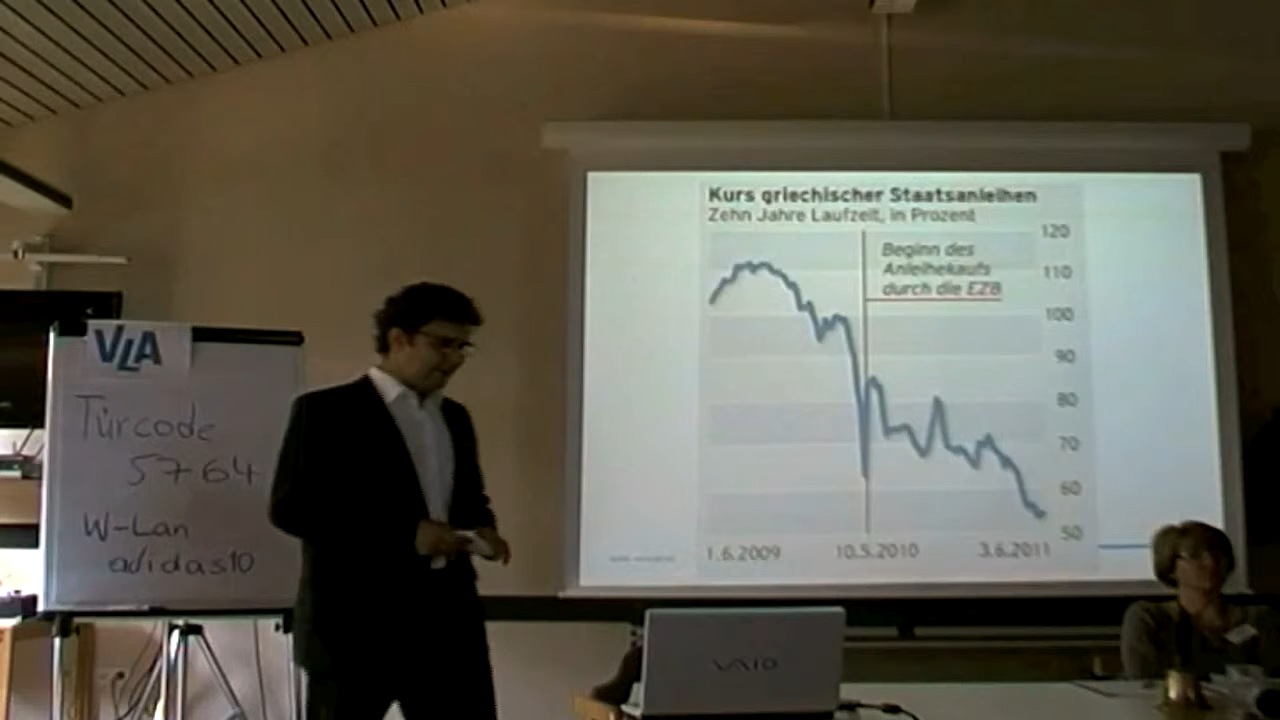 VLA
Türcode
5764
W-Lan
adidas10
Kurs griechischer Staatsanleihen
Zehn Jahre Laufzeit, in Prozent
120
Beginn des
Anleihekaufs
durch die EZB
110
100
90
80
70
60
50
1.6.2009 10.5.2010 3.6.2011
VAIO